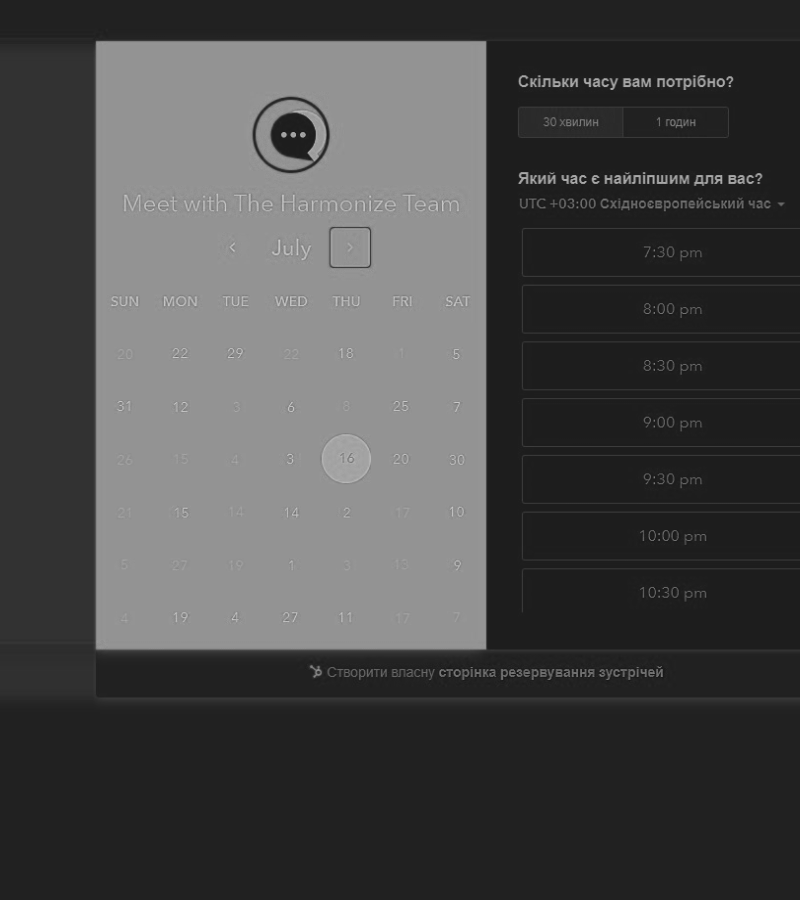 Meet with The Harmonize Team
July
SUN MON TUE WED THU FRI SAT
20 22 29 22 18 1 5
31 12 3 6 8 25 7
26 15 4 3 16 20 30
21 15 14 14 2 17 10
5 27 19 1 3 13 9
4 19 4 27 11 17 7
Скільки часу вам потрібно?
30 хвилин 1 годин
Який час є найліпшим для вас?
UTC +03:00 Східноєвропейський час
7:30 pm
8:00 pm
8:30 pm
9:00 pm
9:30 pm
10:00 pm
10:30 pm
Створити власну сторінка резервування зустрічей